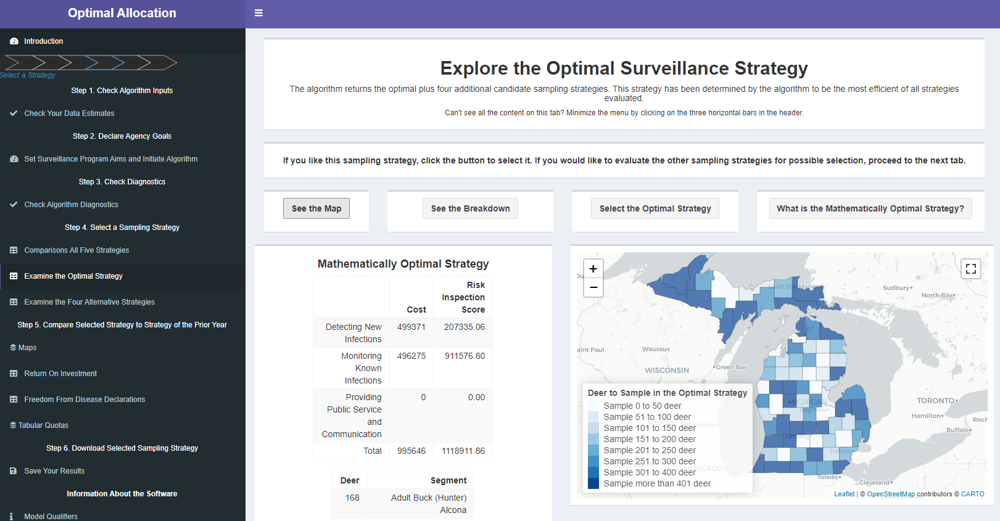 Optimal Allocation
Introduction
Select a Strategy
Step 1. Check Algorithm Inputs
Check Your Data Estimates
Step 2. Declare Agency Goals
Set Surveillance Program Aims and Initiate Algorithm
Step 3. Check Diagnostics
Check Algorithm Diagnostics
Step 4. Select a Sampling Strategy
Comparisons All Five Strategies
Examine the Optimal Strategy
Examine the Four Alternative Strategies
Step 5. Compare Selected Strategy to Strategy of the Prior Year
Maps
Return On Investment
Freedom From Disease Declarations
Tabular Quotas
Step 6. Download Selected Sampling Strategy
Save Your Results
Information About the Software
Model Qualifiers
Explore the Optimal Surveillance Strategy
The algorithm returns the optimal plus four additional candidate sampling strategies. This strategy has been determined by the algorithm to be the most efficient of all strategies
evaluated.
Can't see all the content on this tab? Minimize the menu by clicking on the three horizontal bars in the header.
If you like this sampling strategy, click the button to select it. If you would like to evaluate the other sampling strategies for possible selection, proceed to the next tab.
See the Map
See the Breakdown
Select the Optimal Strategy
What is the Mathematically Optimal Strategy?
Mathematically Optimal Strategy
Risk
Inspection
Cost Score
Detecting New 499371 207335.06
Infections
Monitoring 496275 911576.80
Known
Infections
Providing 0 0.00
Public Service
and
Communication
Total 995646 1118911.86
Deer Segment
168 Adult Buck (Hunter)
Alcona
+
−
Sault Ste. Marie
Sudbury
North Bay
aint Paul
Wausau
WISCONSIN
Green Bay
MICHIGAN
Saginaw
TORONTO
Hamilton
Roch
Buffalo
Detroit
CHICAGO
Toledo
Cleveland
Deer to Sample in the Optimal Strategy
Sample 0 to 50 deer
Sample 51 to 100 deer
Sample 101 to 150 deer
Sample 151 to 200 deer
Sample 201 to 250 deer
Sample 251 to 300 deer
Sample 301 to 400 deer
Sample more than 401 deer
Leaflet | © OpenStreetMap contributors © CARTO